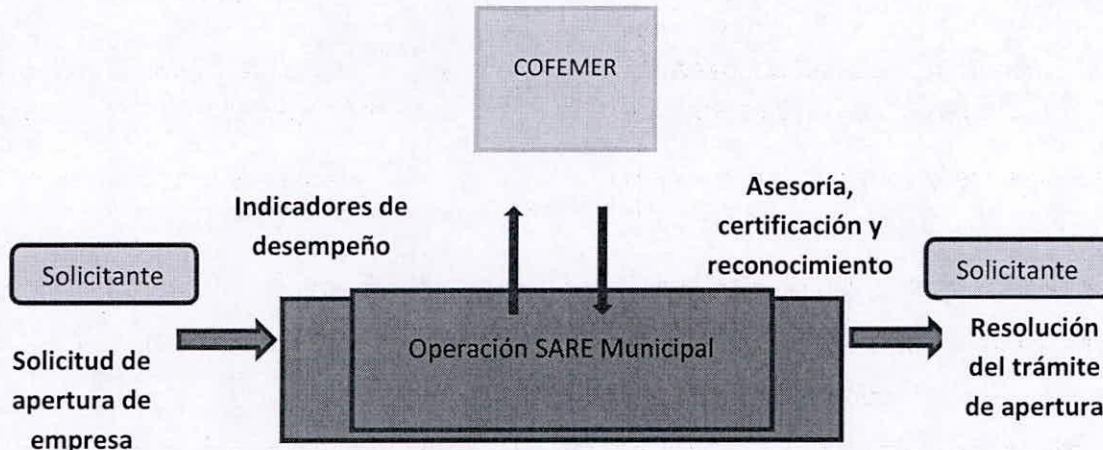 COFEMER
Indicadores de
desempeño
Asesoría,
certificación y
reconocimiento
Solicitante
Solicitante
Operación SARE Municipal
Solicitud de
apertura de
empresa
Resolución
del trámite
de apertura